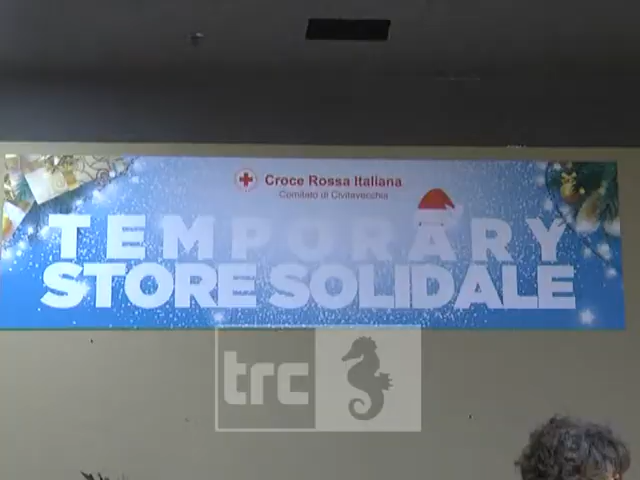 Croce Rossa Italiana
Comitato di Civitavecchia
TEMPORARY
STORE SOLIDALE
trc